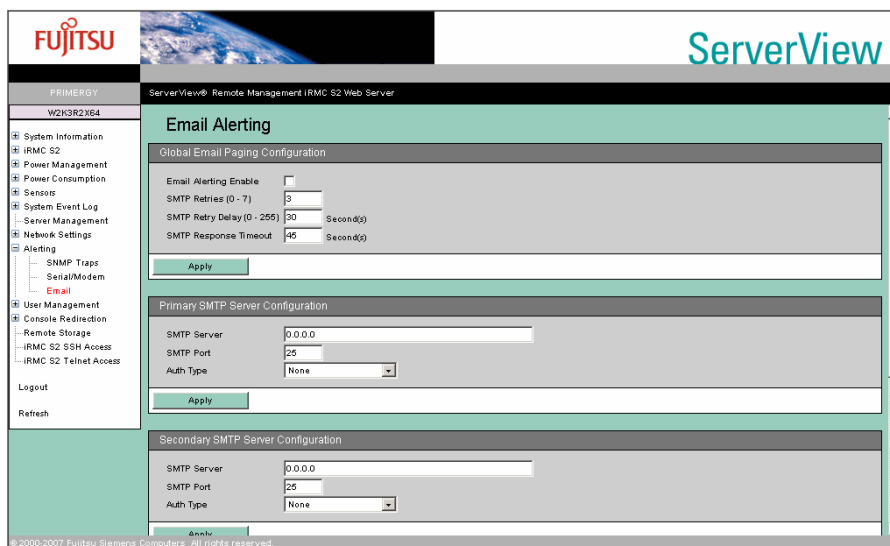 FUJITSU
ServerView
PRIMERGY
ServerView® Remote Management iRMC S2 Web Server
W2K3R2X64
System Information
iRMC S2
Power Management
Power Consumption
Sensors
System Event Log
Server Management
Network Settings
Alerting
SNMP Traps
Serial/Modem
Email
User Management
Console Redirection
Remote Storage
iRMC S2 SSH Access
iRMC S2 Telnet Access
Logout
Refresh
Email Alerting
Global Email Paging Configuration
Email Alerting Enable
SMTP Retries (0 - 7) 3
SMTP Retry Delay (0 - 255) 30 Second(s)
SMTP Response Timeout 45 Second(s)
Apply
Primary SMTP Server Configuration
SMTP Server 0.0.0.0
SMTP Port 25
Auth Type None
Apply
Secondary SMTP Server Configuration
SMTP Server 0.0.0.0
SMTP Port 25
Auth Type None
Apply
© 2000-2007 Fujitsu Siemens Computers All rights reserved.